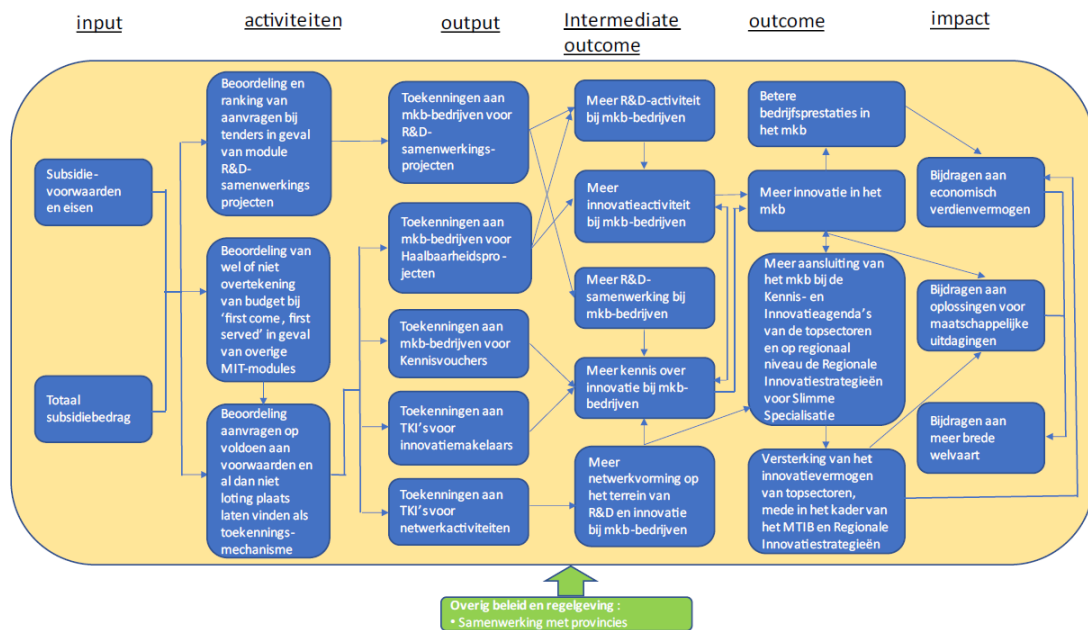 input
activiteiten
output
Intermediate
outcome
outcome
impact
Subsidie-
voorwaarden
en eisen
Totaal
subsidiebedrag
Beoordeling en
ranking van
aanvragen bij
tenders in geval
van module
R&D-
samenwerkings
projecten
Beoordeling van
wel of niet
overtekening
van budget bij
‘first come , first
served’ in geval
van overige
MIT-modules
Beoordeling
aanvragen op
voldoen aan
voorwaarden en
al dan niet
loting plaats
laten vinden als
toekennings-
mechanisme
Toekenningen aan
mkb-bedrijven voor
R&D-
samenwerkings-
projecten
Toekenningen aan
mkb-bedrijven voor
Haalbaarheidspro-
jecten
Toekenningen aan
mkb-bedrijven voor
Kennisvouchers
Toekenningen aan
TKI’s voor
innovatiemakelaars
Toekenningen aan
TKI’s voor
netwerkactiviteiten
Meer R&D-activiteit
bij mkb-bedrijven
Meer
innovatieactiviteit
bij mkb-bedrijven
Meer R&D-
samenwerking bij
mkb-bedrijven
Meer kennis over
innovatie bij mkb-
bedrijven
Meer
netwerkvorming op
het terrein van
R&D en innovatie
bij mkb-bedrijven
Betere
bedrijfsprestaties in
het mkb
Meer innovatie in het
mkb
Meer aansluiting van
het mkb bij de
Kennis- en
Innovatieagenda’s
van de topsectoren
en op regionaal
niveau de Regionale
Innovatiestrategieën
voor Slimme
Specialisatie
Versterking van het
innovatievermogen
van topsectoren,
mede in het kader van
het MTIB en Regionale
Innovatiestrategieën
Bijdragen aan
economisch
verdienvermogen
Bijdragen aan
oplossingen voor
maatschappelijke
uitdagingen
Bijdragen aan
meer brede
welvaart
Overig beleid en regelgeving :
• Samenwerking met provincies